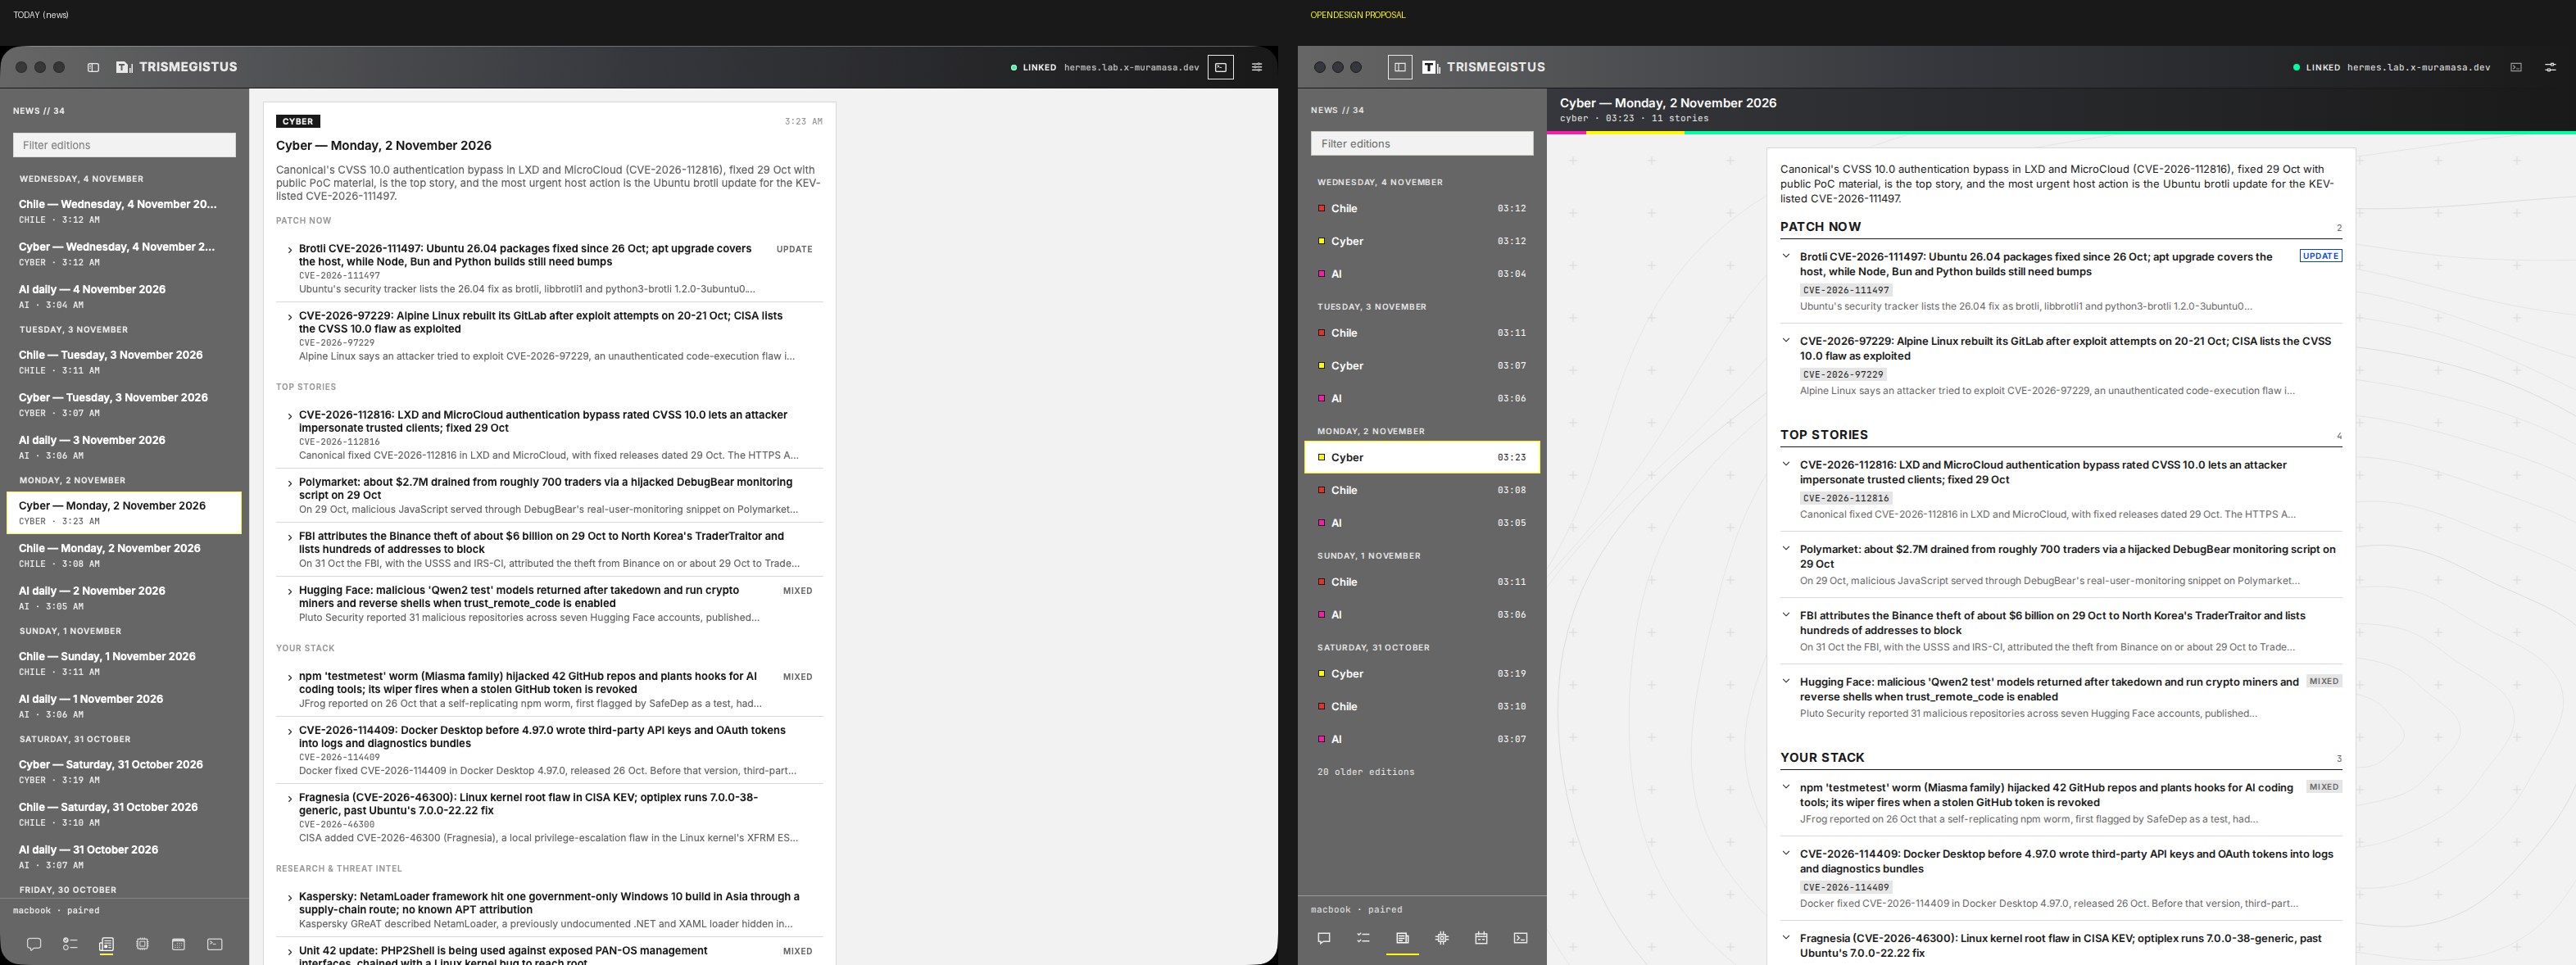 TODAY (news)
TRISMEGISTUS
LINKED hermes.lab.x-muramasa.dev
NEWS // 34
Filter editions
WEDNESDAY, 4 NOVEMBER
Chile — Wednesday, 4 November 20...
CHILE · 3:12 AM
Cyber — Wednesday, 4 November 2...
CYBER · 3:12 AM
AI daily — 4 November 2026
AI · 3:04 AM
TUESDAY, 3 NOVEMBER
Chile — Tuesday, 3 November 2026
CHILE · 3:11 AM
Cyber — Tuesday, 3 November 2026
CYBER · 3:07 AM
AI daily — 3 November 2026
AI · 3:06 AM
MONDAY, 2 NOVEMBER
Cyber — Monday, 2 November 2026
CYBER · 3:23 AM
Chile — Monday, 2 November 2026
CHILE · 3:08 AM
AI daily — 2 November 2026
AI · 3:05 AM
SUNDAY, 1 NOVEMBER
Chile — Sunday, 1 November 2026
CHILE · 3:11 AM
AI daily — 1 November 2026
AI · 3:06 AM
SATURDAY, 31 OCTOBER
Cyber — Saturday, 31 October 2026
CYBER · 3:19 AM
Chile — Saturday, 31 October 2026
CHILE · 3:10 AM
AI daily — 31 October 2026
AI · 3:07 AM
FRIDAY, 30 OCTOBER
macbook · paired
CYBER 3:23 AM
Cyber — Monday, 2 November 2026
Canonical's CVSS 10.0 authentication bypass in LXD and MicroCloud (CVE-2026-112816), fixed 29 Oct with
public PoC material, is the top story, and the most urgent host action is the Ubuntu brotli update for the KEV-
listed CVE-2026-111497.
PATCH NOW
Brotli CVE-2026-111497: Ubuntu 26.04 packages fixed since 26 Oct; apt upgrade covers UPDATE
the host, while Node, Bun and Python builds still need bumps
CVE-2026-111497
Ubuntu's security tracker lists the 26.04 fix as brotli, libbrotli1 and python3-brotli 1.2.0-3ubuntu0....
CVE-2026-97229: Alpine Linux rebuilt its GitLab after exploit attempts on 20-21 Oct; CISA lists
the CVSS 10.0 flaw as exploited
CVE-2026-97229
Alpine Linux says an attacker tried to exploit CVE-2026-97229, an unauthenticated code-execution flaw i...
TOP STORIES
CVE-2026-112816: LXD and MicroCloud authentication bypass rated CVSS 10.0 lets an attacker
impersonate trusted clients; fixed 29 Oct
CVE-2026-112816
Canonical fixed CVE-2026-112816 in LXD and MicroCloud, with fixed releases dated 29 Oct. The HTTPS A...
Polymarket: about $2.7M drained from roughly 700 traders via a hijacked DebugBear monitoring
script on 29 Oct
On 29 Oct, malicious JavaScript served through DebugBear's real-user-monitoring snippet on Polymarket...
FBI attributes the Binance theft of about $6 billion on 29 Oct to North Korea's TraderTraitor and
lists hundreds of addresses to block
On 31 Oct the FBI, with the USSS and IRS-CI, attributed the theft from Binance on or about 29 Oct to Trade...
Hugging Face: malicious 'Qwen2 test' models returned after takedown and run crypto MIXED
miners and reverse shells when trust_remote_code is enabled
Pluto Security reported 31 malicious repositories across seven Hugging Face accounts, published...
YOUR STACK
npm 'testmetest' worm (Miasma family) hijacked 42 GitHub repos and plants hooks for AI MIXED
coding tools; its wiper fires when a stolen GitHub token is revoked
JFrog reported on 26 Oct that a self-replicating npm worm, first flagged by SafeDep as a test, had...
CVE-2026-114409: Docker Desktop before 4.97.0 wrote third-party API keys and OAuth tokens
into logs and diagnostics bundles
CVE-2026-114409
Docker fixed CVE-2026-114409 in Docker Desktop 4.97.0, released 26 Oct. Before that version, third-part...
Fragnesia (CVE-2026-46300): Linux kernel root flaw in CISA KEV; optiplex runs 7.0.0-38-
generic, past Ubuntu's 7.0.0-22.22 fix
CVE-2026-46300
CISA added CVE-2026-46300 (Fragnesia), a local privilege-escalation flaw in the Linux kernel's XFRM ES...
RESEARCH & THREAT INTEL
Kaspersky: NetamLoader framework hit one government-only Windows 10 build in Asia through a
supply-chain route; no known APT attribution
Kaspersky GReAT described NetamLoader, a previously undocumented .NET and XAML loader hidden in...
Unit 42 update: PHP2Shell is being used against exposed PAN-OS management MIXED
interfaces, chained with a Linux kernel bug to reach root
OPENDESIGN PROPOSAL
TRISMEGISTUS
LINKED hermes.lab.x-muramasa.dev
NEWS // 34
Filter editions
WEDNESDAY, 4 NOVEMBER
Chile 03:12
Cyber 03:12
AI 03:04
TUESDAY, 3 NOVEMBER
Chile 03:11
Cyber 03:07
AI 03:06
MONDAY, 2 NOVEMBER
Cyber 03:23
Chile 03:08
AI 03:05
SUNDAY, 1 NOVEMBER
Chile 03:11
AI 03:06
SATURDAY, 31 OCTOBER
Cyber 03:19
Chile 03:10
AI 03:07
20 older editions
macbook · paired
Cyber — Monday, 2 November 2026
cyber · 03:23 · 11 stories
Canonical's CVSS 10.0 authentication bypass in LXD and MicroCloud (CVE-2026-112816), fixed 29 Oct with
public PoC material, is the top story, and the most urgent host action is the Ubuntu brotli update for the KEV-
listed CVE-2026-111497.
PATCH NOW 2
Brotli CVE-2026-111497: Ubuntu 26.04 packages fixed since 26 Oct; apt upgrade covers the UPDATE
host, while Node, Bun and Python builds still need bumps
CVE-2026-111497
Ubuntu's security tracker lists the 26.04 fix as brotli, libbrotli1 and python3-brotli 1.2.0-3ubuntu0...
CVE-2026-97229: Alpine Linux rebuilt its GitLab after exploit attempts on 20-21 Oct; CISA lists the CVSS
10.0 flaw as exploited
CVE-2026-97229
Alpine Linux says an attacker tried to exploit CVE-2026-97229, an unauthenticated code-execution flaw i...
TOP STORIES 4
CVE-2026-112816: LXD and MicroCloud authentication bypass rated CVSS 10.0 lets an attacker
impersonate trusted clients; fixed 29 Oct
CVE-2026-112816
Canonical fixed CVE-2026-112816 in LXD and MicroCloud, with fixed releases dated 29 Oct. The HTTPS A...
Polymarket: about $2.7M drained from roughly 700 traders via a hijacked DebugBear monitoring script on
29 Oct
On 29 Oct, malicious JavaScript served through DebugBear's real-user-monitoring snippet on Polymarket...
FBI attributes the Binance theft of about $6 billion on 29 Oct to North Korea's TraderTraitor and lists
hundreds of addresses to block
On 31 Oct the FBI, with the USSS and IRS-CI, attributed the theft from Binance on or about 29 Oct to Trade...
Hugging Face: malicious 'Qwen2 test' models returned after takedown and run crypto miners and MIXED
reverse shells when trust_remote_code is enabled
Pluto Security reported 31 malicious repositories across seven Hugging Face accounts, published...
YOUR STACK 3
npm 'testmetest' worm (Miasma family) hijacked 42 GitHub repos and plants hooks for AI coding MIXED
tools; its wiper fires when a stolen GitHub token is revoked
JFrog reported on 26 Oct that a self-replicating npm worm, first flagged by SafeDep as a test, had...
CVE-2026-114409: Docker Desktop before 4.97.0 wrote third-party API keys and OAuth tokens into logs
and diagnostics bundles
CVE-2026-114409
Docker fixed CVE-2026-114409 in Docker Desktop 4.97.0, released 26 Oct. Before that version, third-part...
Fragnesia (CVE-2026-46300): Linux kernel root flaw in CISA KEV; optiplex runs 7.0.0-38-generic, past
Ubuntu's 7.0.0-22.22 fix